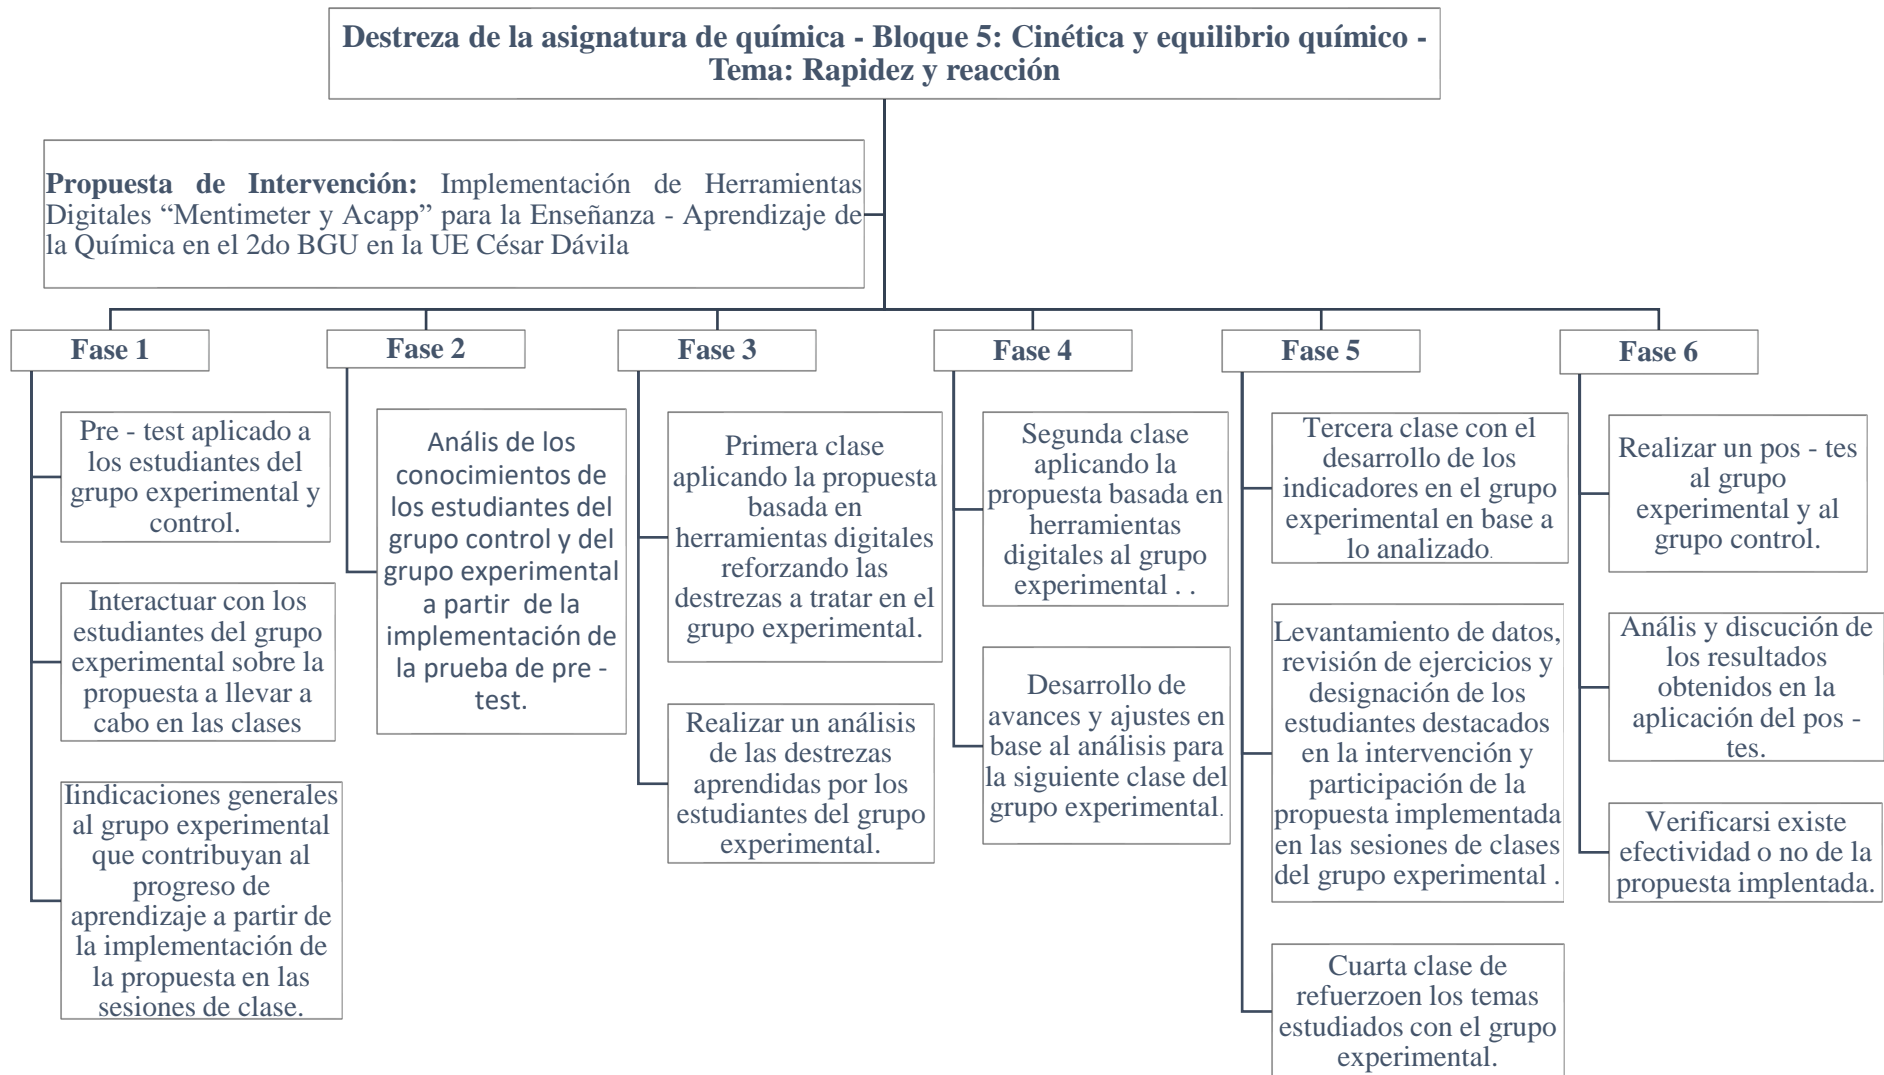 Destreza de la asignatura de química - Bloque 5: Cinética y equilibrio químico -
Tema: Rapidez y reacción
Propuesta de Intervención: Implementación de Herramientas
Digitales “Mentimeter y Acapp” para la Enseñanza - Aprendizaje de
la Química en el 2do BGU en la UE César Dávila
Fase 1
Pre - test aplicado a
los estudiantes del
grupo experimental y
control.
Interactuar con los
estudiantes del grupo
experimental sobre la
propuesta a llevar a
cabo en las clases
Iindicaciones generales
al grupo experimental
que contribuyan al
progreso de
aprendizaje a partir de
la implementación de
la propuesta en las
sesiones de clase.
Fase 2
Anális de los
conocimientos de
los estudiantes del
grupo control y del
grupo experimental
a partir de la
implementación de
la prueba de pre -
test.
Fase 3
Primera clase
aplicando la propuesta
basada en
herramientas digitales
reforzando las
destrezas a tratar en el
grupo experimental.
Realizar un análisis
de las destrezas
aprendidas por los
estudiantes del grupo
experimental.
Fase 4
Segunda clase
aplicando la
propuesta basada en
herramientas
digitales al grupo
experimental . .
Desarrollo de
avances y ajustes en
base al análisis para
la siguiente clase del
grupo experimental.
Fase 5
Tercera clase con el
desarrollo de los
indicadores en el grupo
experimental en base a
lo analizado.
Levantamiento de datos,
revisión de ejercicios y
designación de los
estudiantes destacados
en la intervención y
participación de la
propuesta implementada
en las sesiones de clases
del grupo experimental .
Cuarta clase de
refuerzoen los temas
estudiados con el grupo
experimental.
Fase 6
Realizar un pos - tes
al grupo
experimental y al
grupo control.
Anális y discución de
los resultados
obtenidos en la
aplicación del pos -
tes.
Verificarsi existe
efectividad o no de la
propuesta implentada.